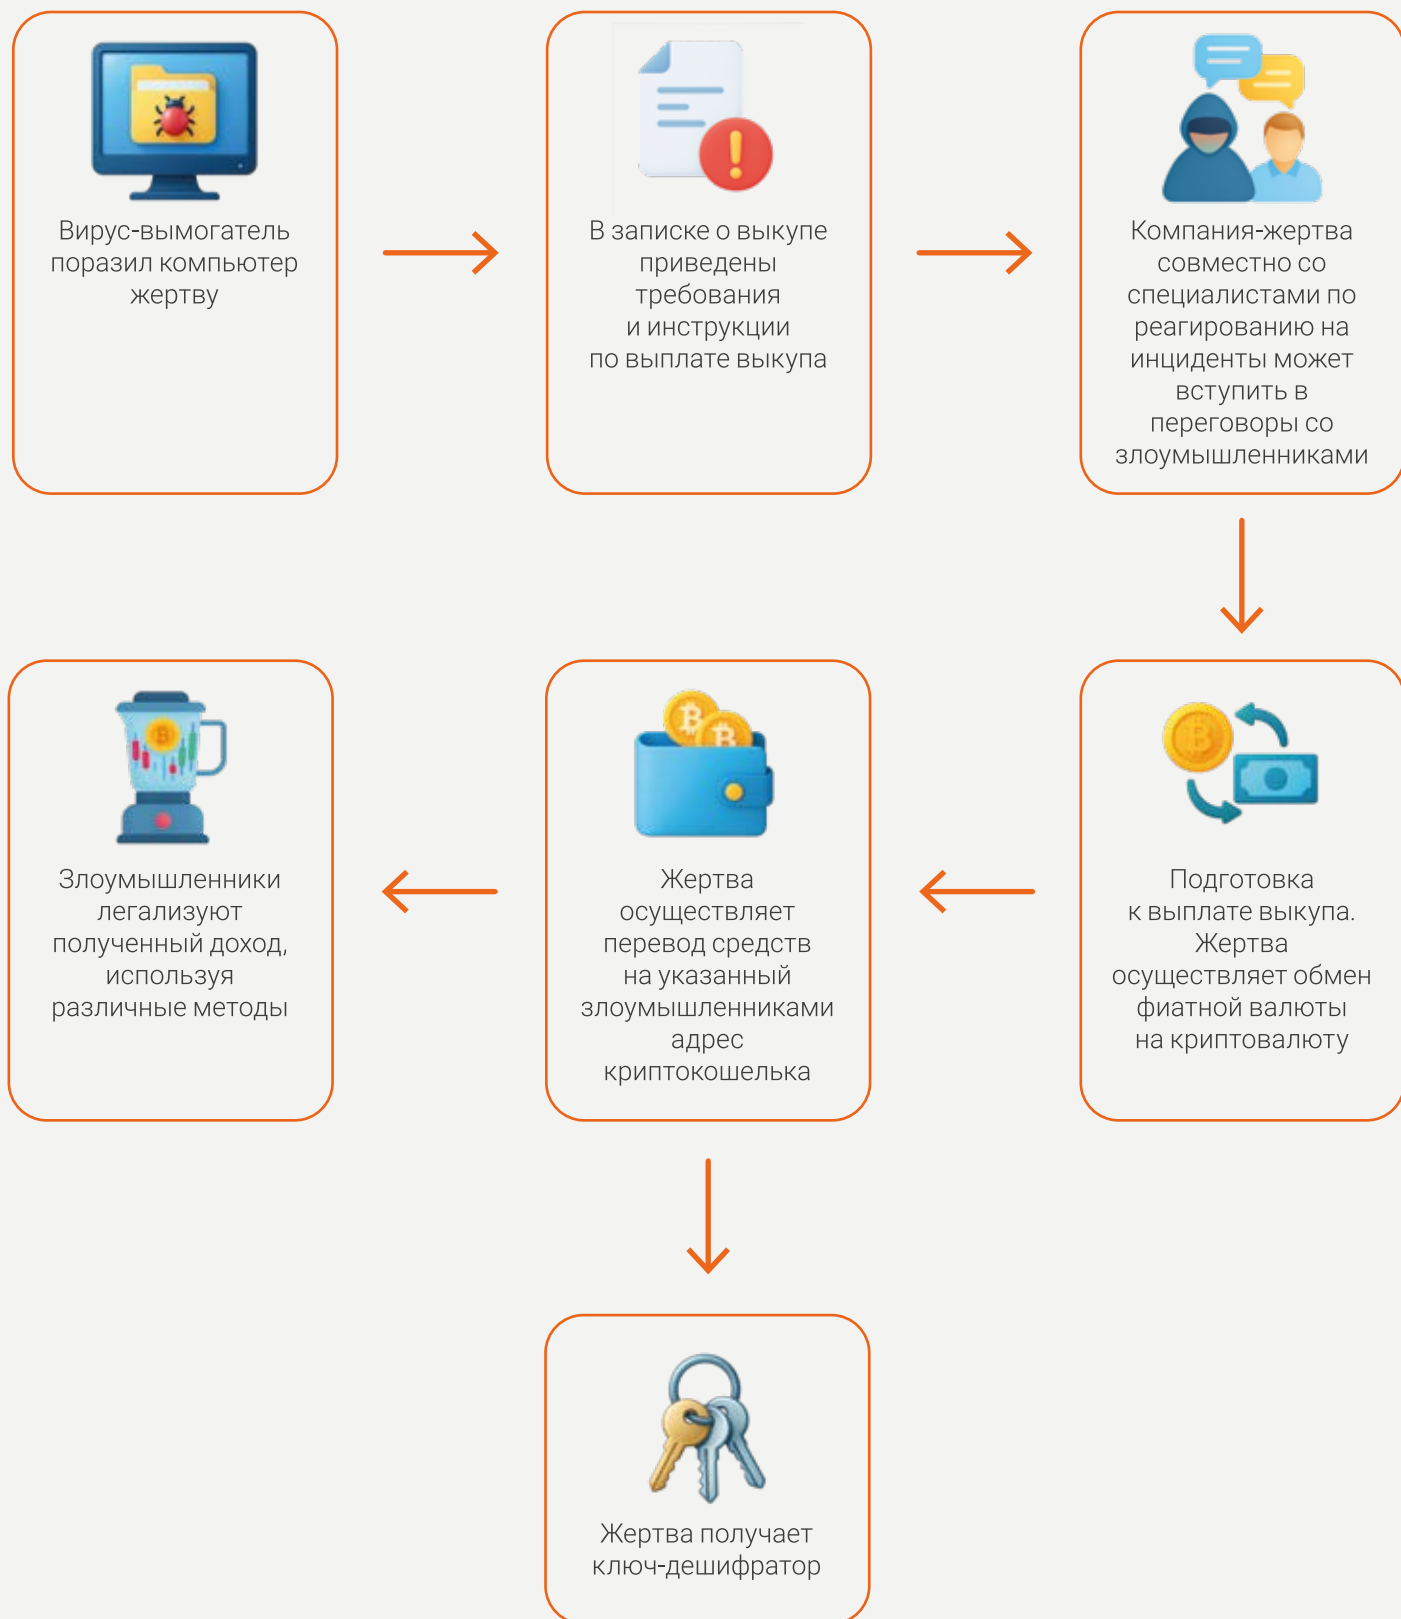 Вирус-вымогатель
поразил компьютер
жертву
В записке о выкупе
приведены
требования
и инструкции
по выплате выкупа
Компания-жертва
совместно со
специалистами по
реагированию на
инциденты может
вступить в
переговоры со
злоумышленниками
Подготовка
к выплате выкупа.
Жертва
осуществляет обмен
фиатной валюты
на криптовалюту
Жертва
осуществляет
перевод средств
на указанный
злоумышленниками
адрес
криптокошелька
Злоумышленники
легализуют
полученный доход,
используя
различные методы
Жертва получает
ключ-дешифратор